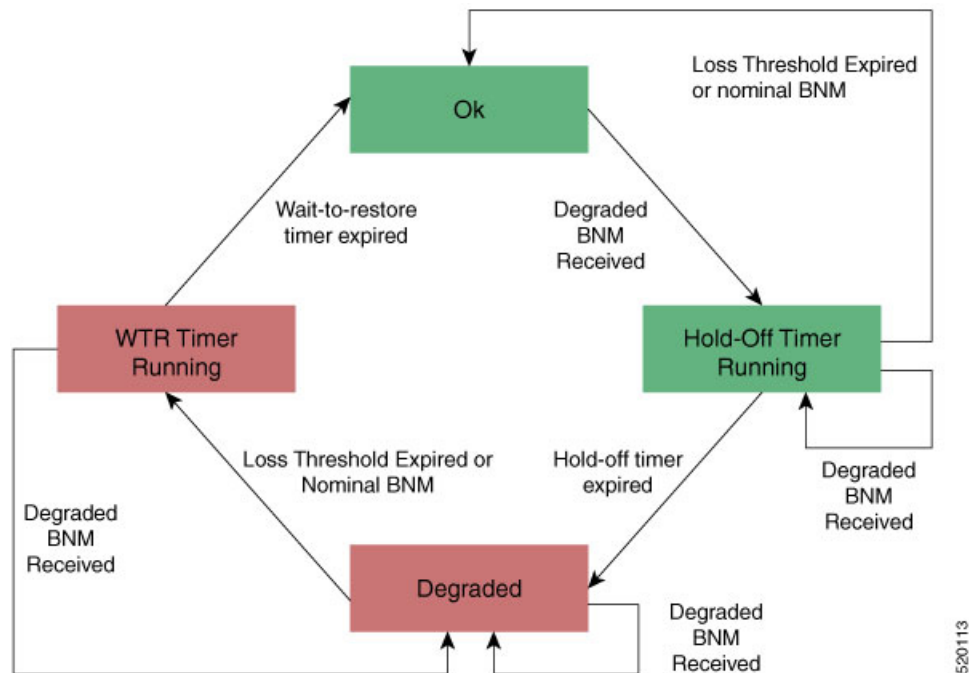 Loss Threshold Expired
or nominal BNM
Ok
Wait-to-restore
timer expired
Degraded
BNM
Received
WTR Timer
Running
Hold-Off Timer
Running
Loss Threshold Expired or
Nominal BNM
Hold-off timer
expired
Degraded
BNM
Received
Degraded
BNM
Received
Degraded
Degraded
BNM
Received
520113